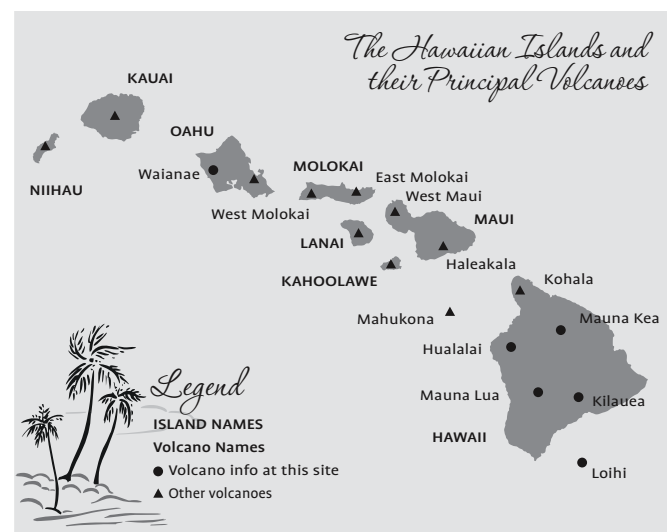 The Hawaiian Islands and
their Principal Volcanoes
KAUAI
OAHU
NIIHAU
Waianae
MOLOKAI
East Molokai
West Molokai
West Maui
MAUI
LANAI
Haleakala
KAHOOLAWE
Kohala
Mahukona
Mauna Kea
Hualalai
Mauna Lua
Kilauea
HAWAII
Loihi
Legend
ISLAND NAMES
Volcano Names
Volcano info at this site
Other volcanoes